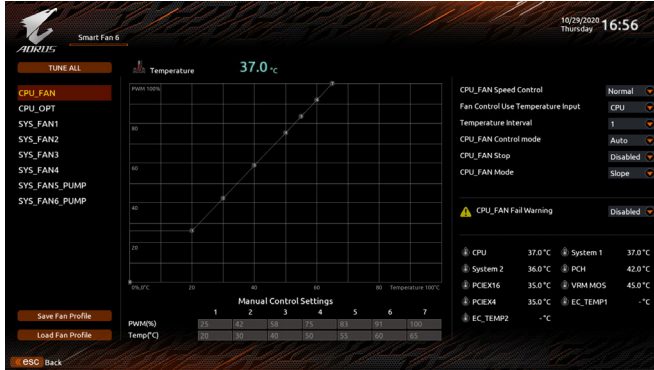 10/29/2020
Thursday
16:56
AORUS
Smart Fan 6
TUNE ALL
CPU_FAN
CPU_OPT
SYS_FAN1
SYS_FAN2
SYS_FAN3
SYS_FAN4
SYS_FAN5_PUMP
SYS_FAN6_PUMP
Save Fan Profile
Load Fan Profile
Temperature 37.0 °C
PWM 100%
80
60
40
20
0%,0°C 20 40 60 80 Temperature 100°C
Manual Control Settings
1 2 3 4 5 6 7
PWM(%) 25 42 58 75 83 91 100
Temp(°C) 20 30 40 50 55 60 65
CPU_FAN Speed Control Normal
Fan Control Use Temperature Input CPU
Temperature Interval 1
CPU_FAN Control mode Auto
CPU_FAN Stop Disabled
CPU_FAN Mode Slope
CPU_FAN Fail Warning Disabled
CPU 37.0°C System 1 37.0°C
System 2 36.0°C PCH 42.0°C
PCIEX16 35.0°C VRM MOS 45.0°C
PCIEX4 35.0°C EC_TEMP1 -°C
EC_TEMP2 -°C
esc Back